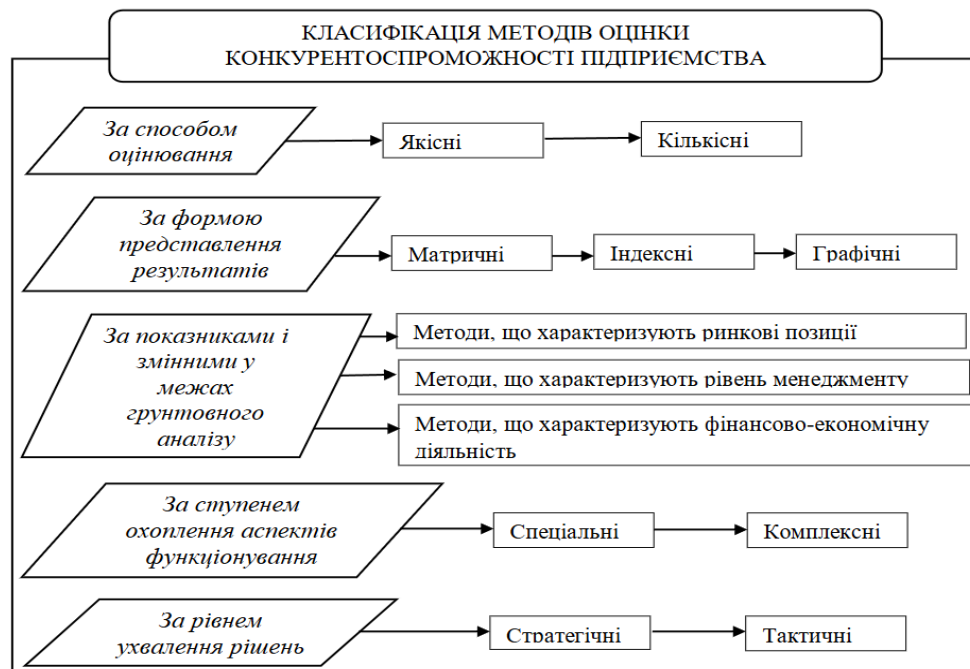 КЛАСИФІКАЦІЯ МЕТОДІВ ОЦІНКИ
КОНКУРЕНТОСПРОМОЖНОСТІ ПІДПРИЄМСТВА
За способом
оцінювання
Якісні
Кількісні
За формою
представлення
результатів
Матричні
Індексні
Графічні
За показниками і
змінними у
межах
грунтовного
аналізу
Методи, що характеризують ринкові позиції
Методи, що характеризують рівень менеджменту
Методи, що характеризують фінансово-економічну
діяльність
За ступенем
охоплення аспектів
функціонування
Спеціальні
Комплексні
За рівнем
ухвалення рішень
Стратегічні
Тактичні